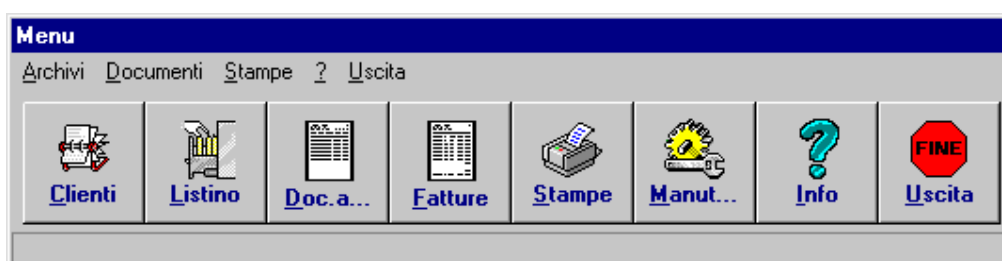 Menu
Archivi Documenti Stampe ? Uscita
FINE
Clienti Listino Doc.a... Fatture Stampe Manut... Info Uscita